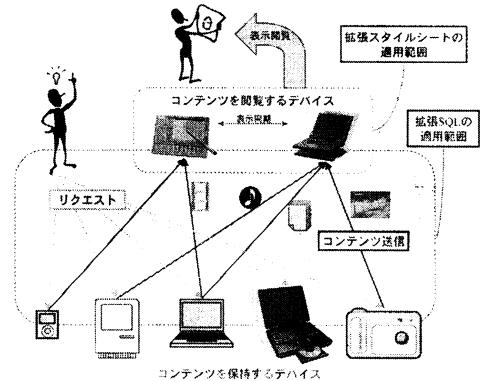 表示閲覧
拡張スタイルシートの
適用範囲
コンテンツを閲覧するデバイス
表示同期
拡張SQLの
適用範囲
リクエスト
コンテンツ送信
コンテンツを保持するデバイス